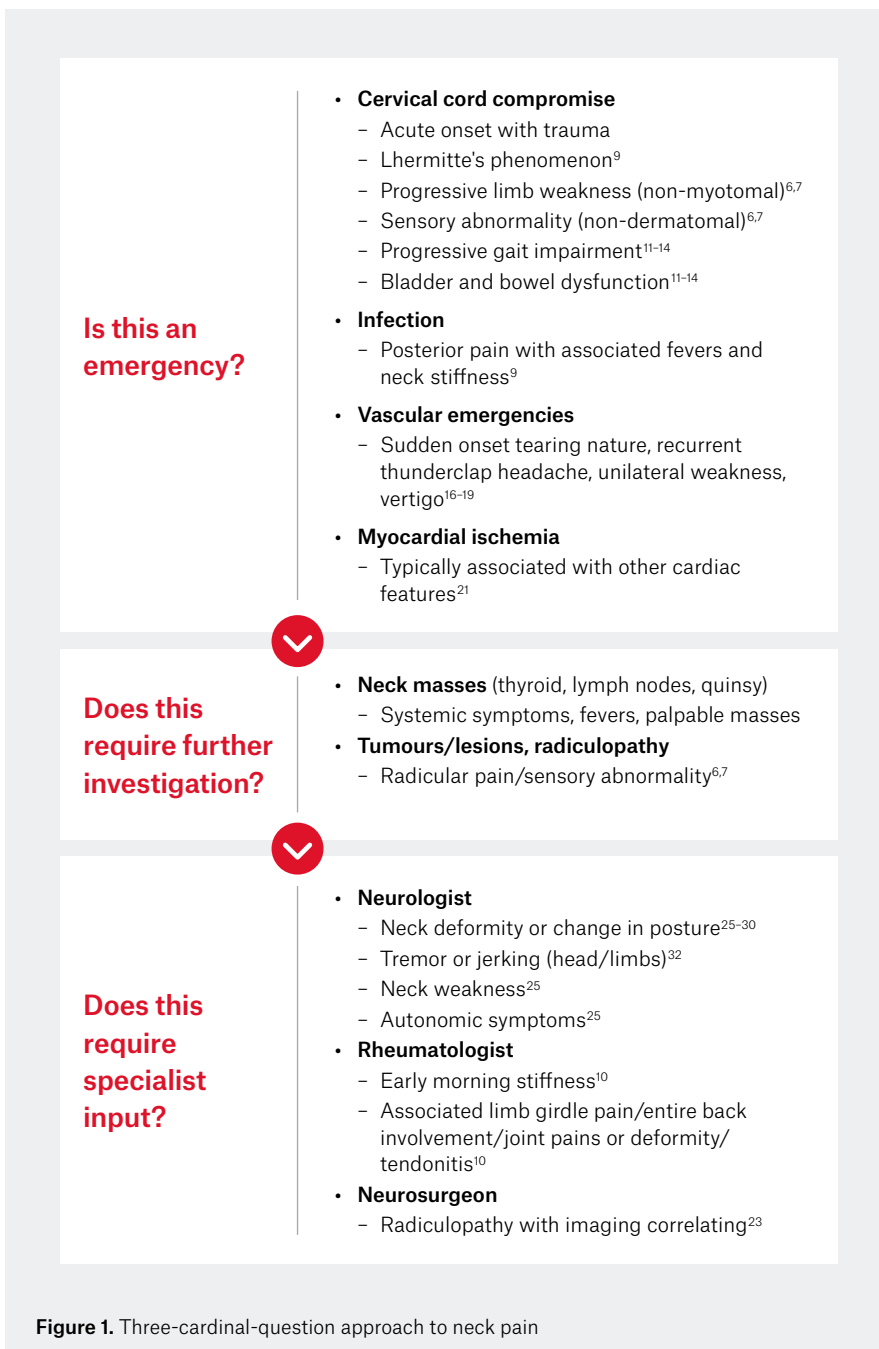 Is this an
emergency?
• Cervical cord compromise
– Acute onset with trauma
– Lhermitte's phenomenon9
– Progressive limb weakness (non-myotomal)6,7
– Sensory abnormality (non-dermatomal)6,7
– Progressive gait impairment11–14
– Bladder and bowel dysfunction11–14
• Infection
– Posterior pain with associated fevers and
neck stiffness9
• Vascular emergencies
– Sudden onset tearing nature, recurrent
thunderclap headache, unilateral weakness,
vertigo16–19
• Myocardial ischemia
– Typically associated with other cardiac
features21
Does this
require further
investigation?
• Neck masses (thyroid, lymph nodes, quinsy)
– Systemic symptoms, fevers, palpable masses
• Tumours/lesions, radiculopathy
– Radicular pain/sensory abnormality6,7
Does this
require
specialist
input?
• Neurologist
– Neck deformity or change in posture25–30
– Tremor or jerking (head/limbs)32
– Neck weakness25
– Autonomic symptoms25
• Rheumatologist
– Early morning stiffness10
– Associated limb girdle pain/entire back
involvement/joint pains or deformity/
tendonitis10
• Neurosurgeon
– Radiculopathy with imaging correlating23
Figure 1. Three-cardinal-question approach to neck pain